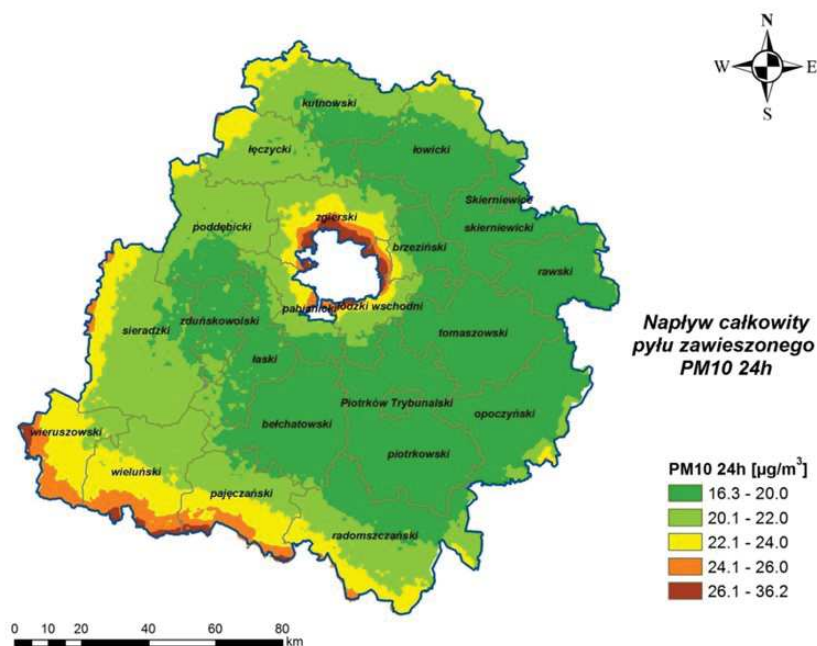 N
W E
S
kutnowski
łęczycki
łowicki
Skierniewice
skierniewicki
zgierski
poddębicki
brzeziński
rawski
pabianicki
łódzki wschodni
sieradzki
zduńskowolski
tomaszowski
łaski
Napływ całkowity
pyłu zawieszonego
PM10 24h
Piotrków Trybunalski
opoczyński
bełchatowski
wieruszowski
piotrkowski
wieluński
pajęczański
radomszczański
PM10 24h [µg/m³]
16.3 - 20.0
20.1 - 22.0
22.1 - 24.0
24.1 - 26.0
26.1 - 36.2
0 10 20 40 60 80
km